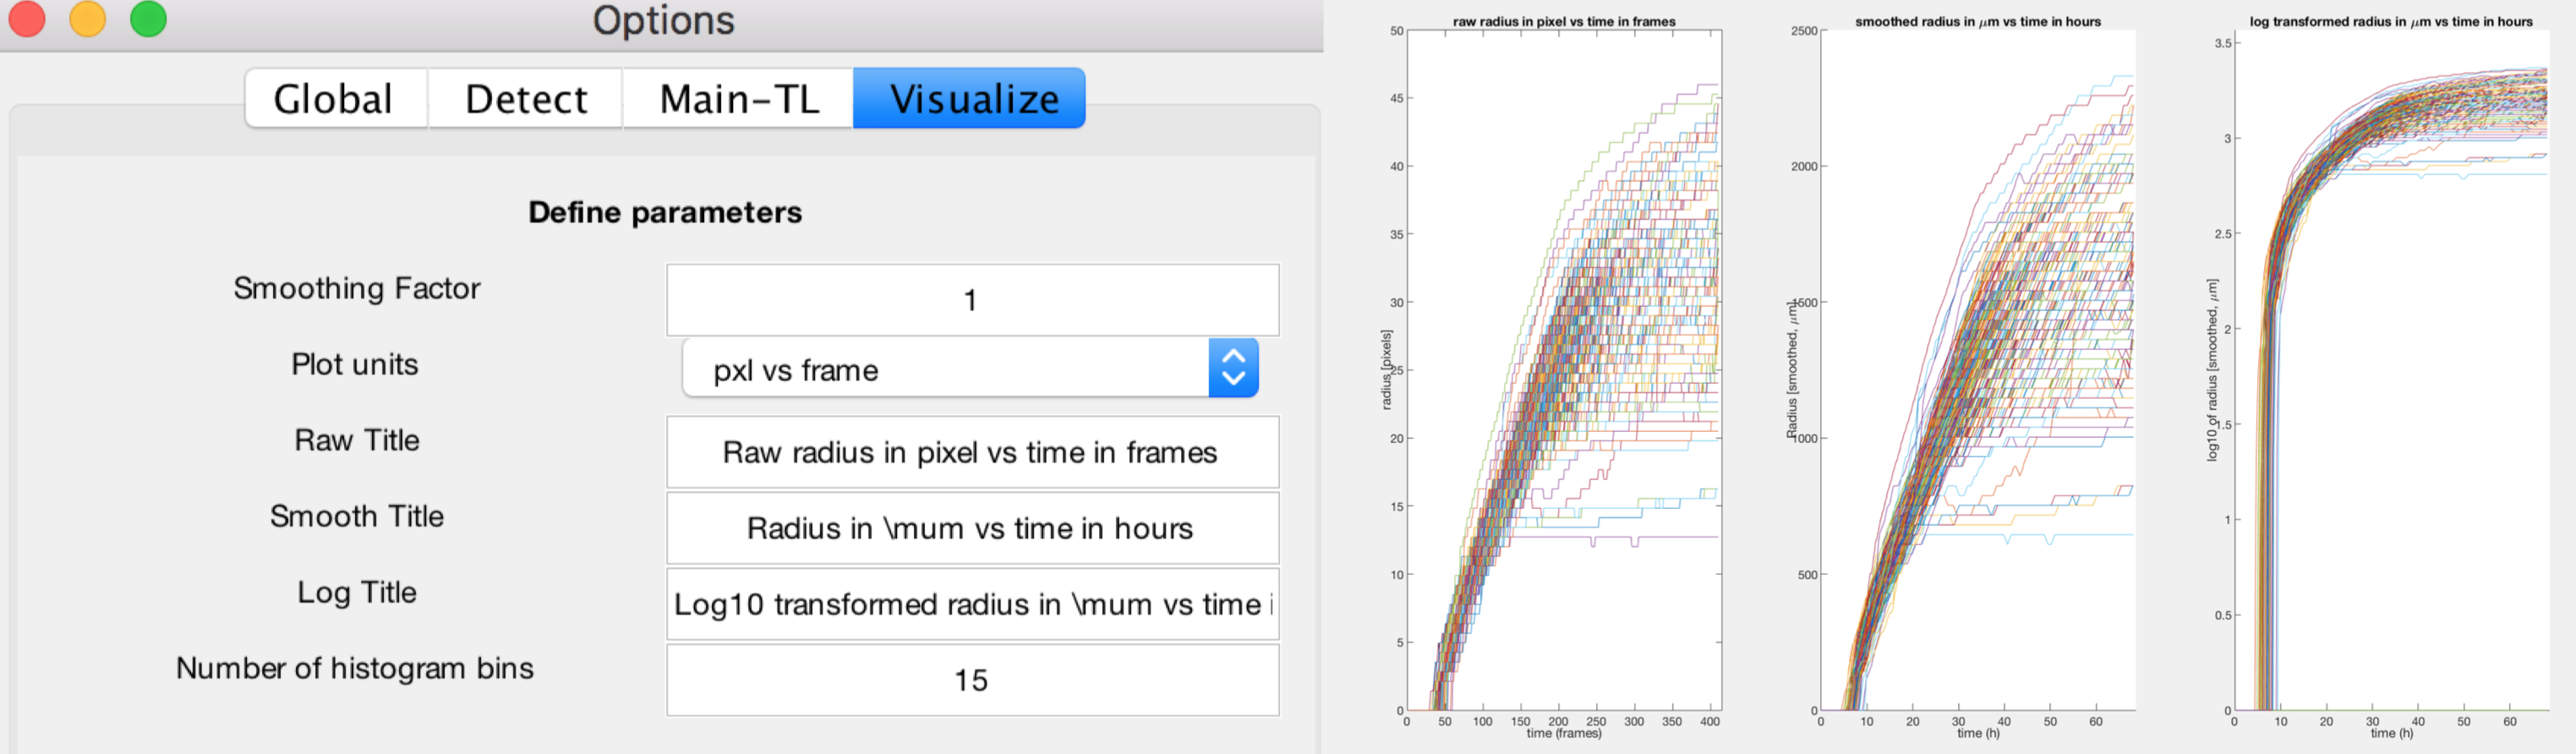 Options
Global Detect Main-TL Visualize
Define parameters
Smoothing Factor 1
Plot units pxl vs frame
Raw Title Raw radius in pixel vs time in frames
Smooth Title Radius in \mum vs time in hours
Log Title Log10 transformed radius in \mum vs time i
Number of histogram bins 15
raw radius in pixel vs time in frames
50
45
40
35
30
25
20
15
10
5
0
radius [pixels]
0 50 100 150 200 250 300 350 400
time (frames)
smoothed radius in μm vs time in hours
2500
2000
1500
1000
500
0
Radius [smoothed, μm]
0 10 20 30 40 50 60
time (h)
log transformed radius in μm vs time in hours
3.5
3
2.5
2
1.5
1
0.5
0
log10 of radius [smoothed, μm]
0 10 20 30 40 50 60
time (h)